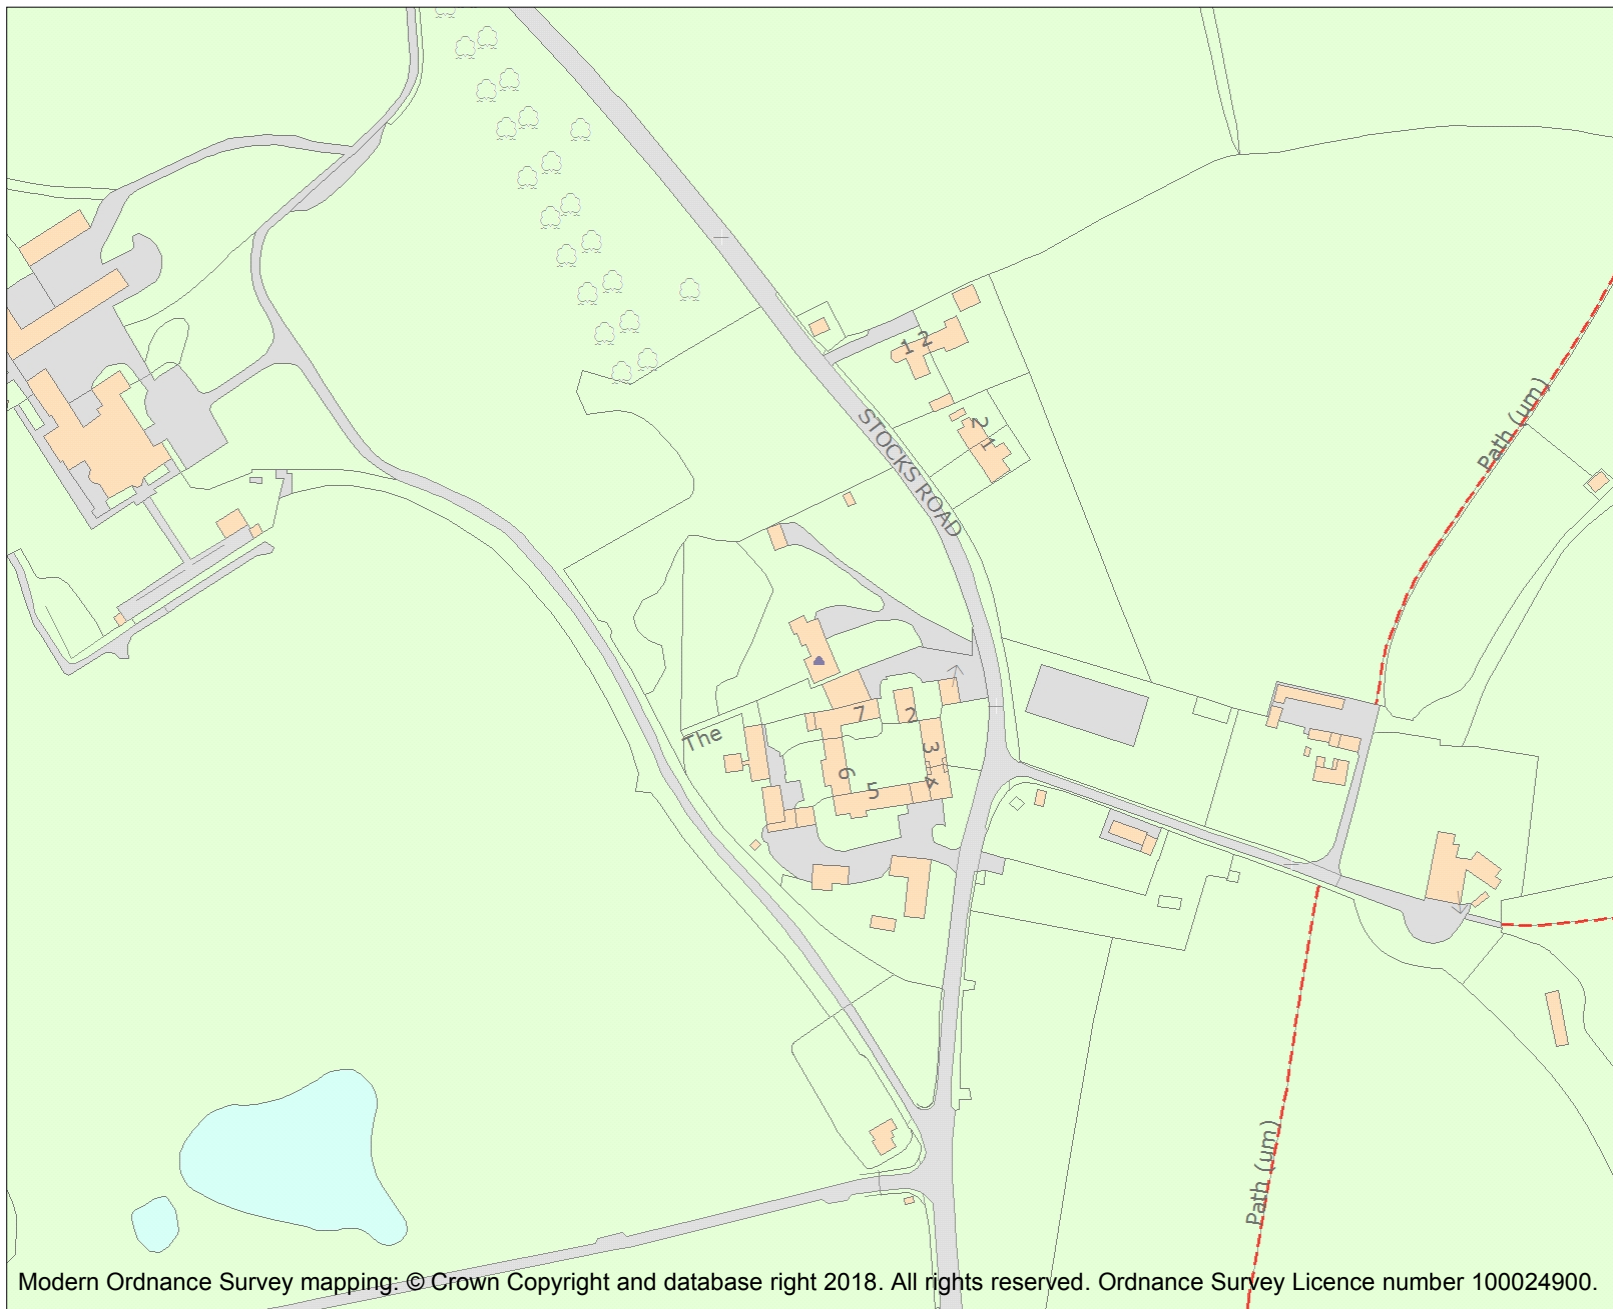 1 2
STOCKS ROAD
2
1
Path (um)
The
7
2
3
6
5
4
Path (um)
Modern Ordnance Survey mapping: © Crown Copyright and database right 2018. All rights reserved. Ordnance Survey Licence number 100024900.